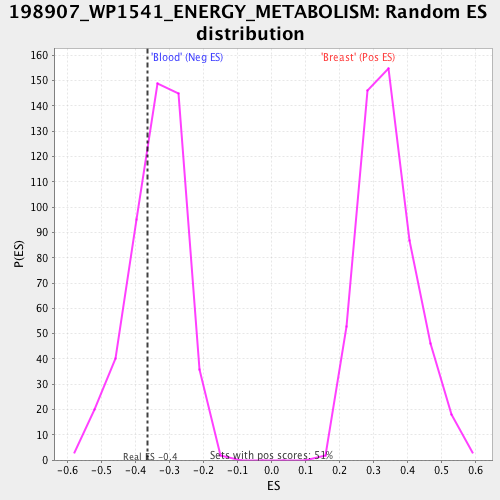 198907_WP1541_ENERGY_METABOLISM: Random ES
distribution
'Blood' (Neg ES)
'Breast' (Pos ES)
160
150
140
130
120
110
100
90
80
70
60
50
40
30
20
10
0
P(ES)
Real ES -0.4
Sets with pos scores: 51%
-0.6 -0.5 -0.4 -0.3 -0.2 -0.1 0.0 0.1 0.2 0.3 0.4 0.5 0.6
ES